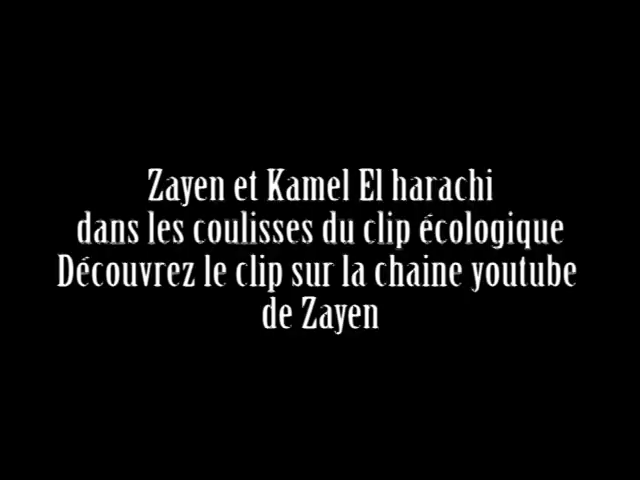 Zayen et Kamel El harachi
dans les coulisses du clip écologique
Découvrez le clip sur la chaine youtube
de Zayen